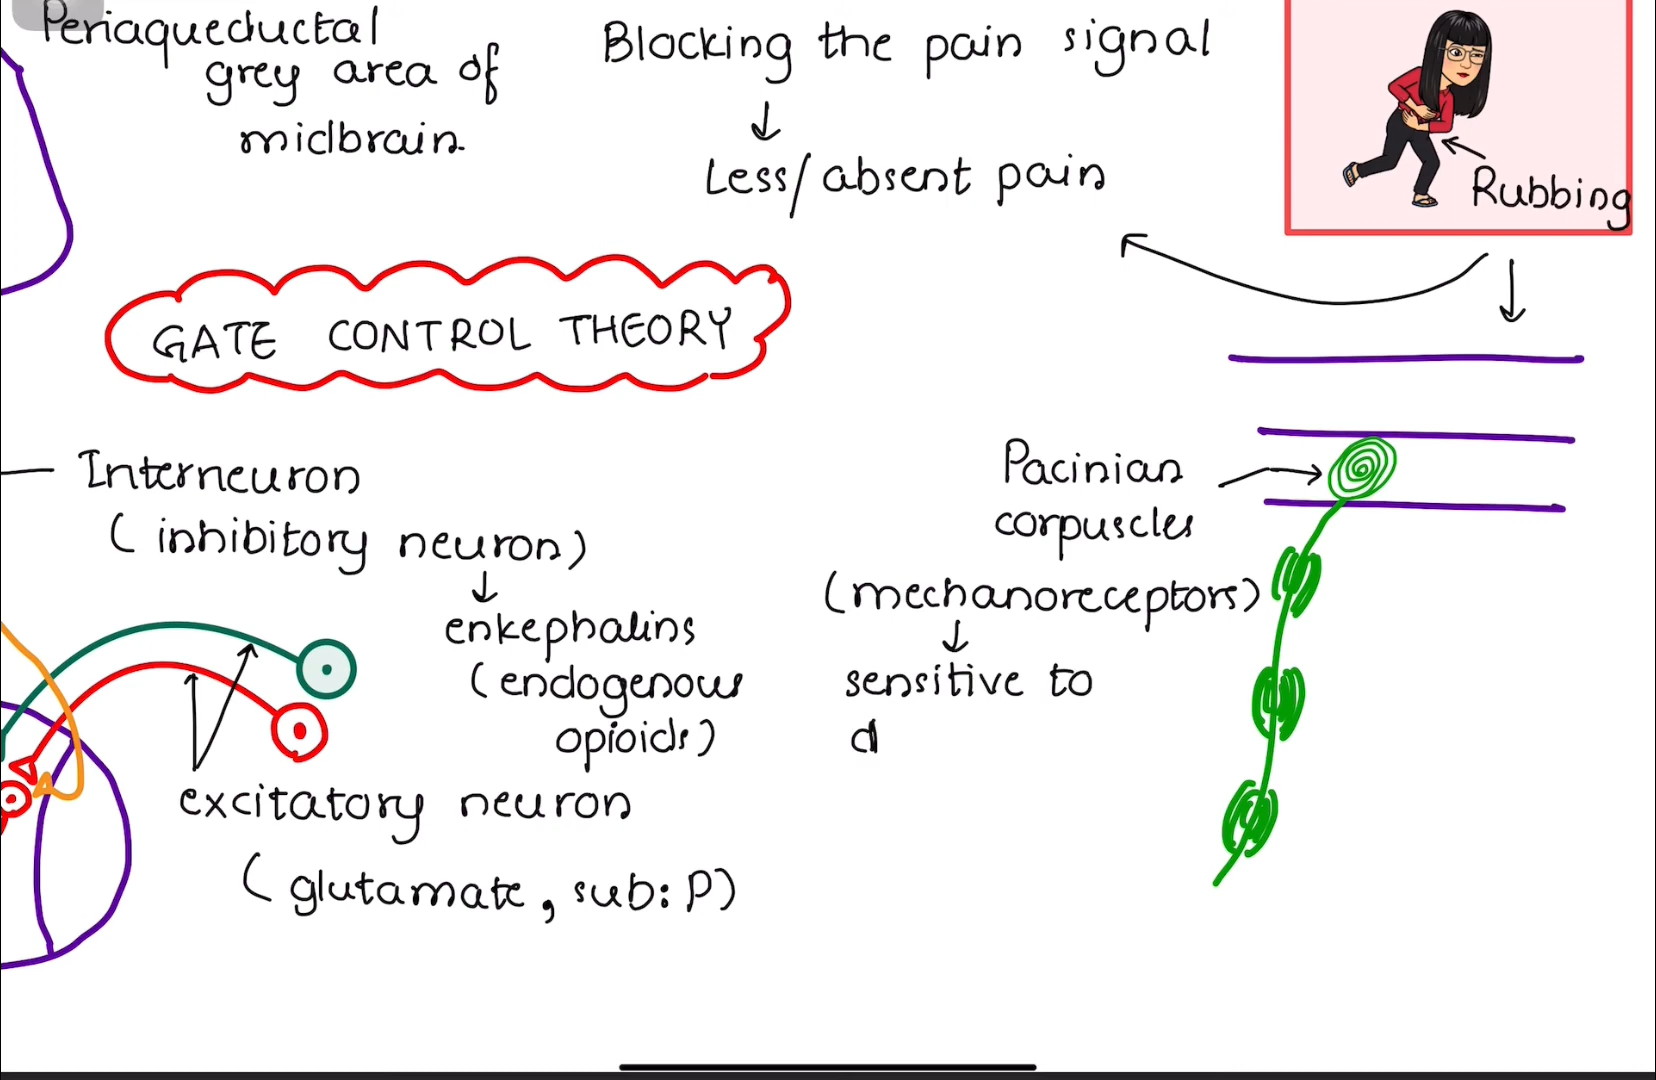 Periaqueductal
grey area of
midbrain
Blocking the pain signal
↓
Less/absent pain
Rubbing
GATE CONTROL THEORY
Interneuron
(inhibitory neuron)
↓
enkephalins
(endogenous
opioids)
excitatory neuron
(glutamate, sub: P)
Pacinian
corpuscles
(mechanoreceptors)
↓
sensitive to
d